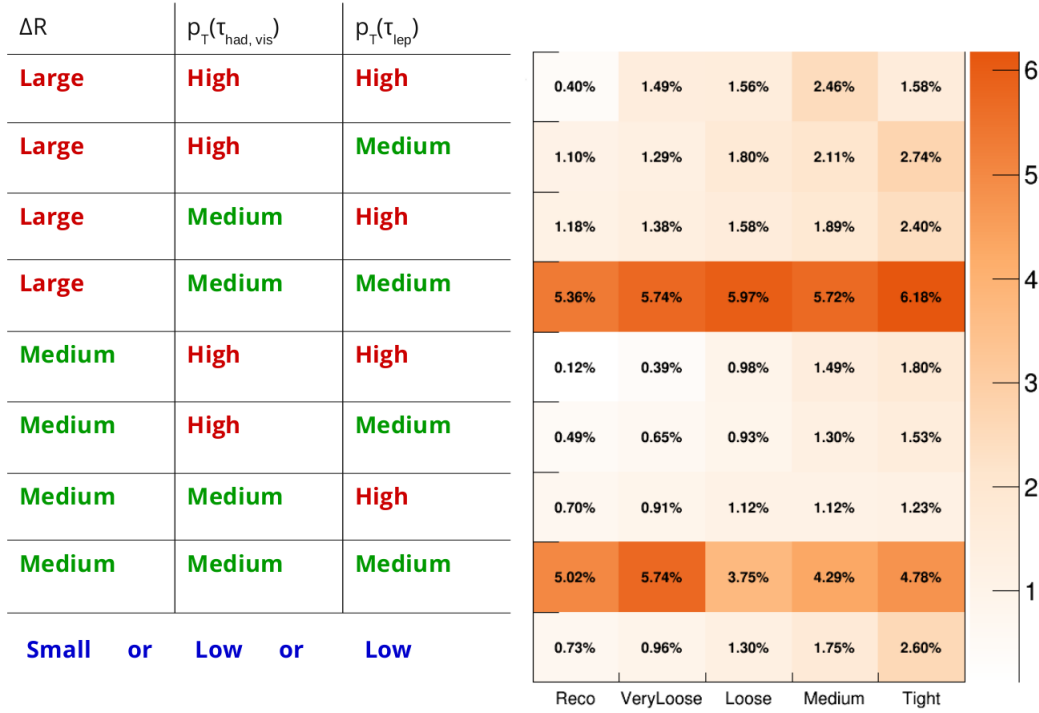 ΔR p_T(τ_had, vis) p_T(τ_lep)
Large High High 0.40% 1.49% 1.56% 2.46% 1.58%
Large High Medium 1.10% 1.29% 1.80% 2.11% 2.74%
Large Medium High 1.18% 1.38% 1.58% 1.89% 2.40%
Large Medium Medium 5.36% 5.74% 5.97% 5.72% 6.18%
Medium High High 0.12% 0.39% 0.98% 1.49% 1.80%
Medium High Medium 0.49% 0.65% 0.93% 1.30% 1.53%
Medium Medium High 0.70% 0.91% 1.12% 1.12% 1.23%
Medium Medium Medium 5.02% 5.74% 3.75% 4.29% 4.78%
Small or Low or Low 0.73% 0.96% 1.30% 1.75% 2.60%
Reco VeryLoose Loose Medium Tight
6
5
4
3
2
1